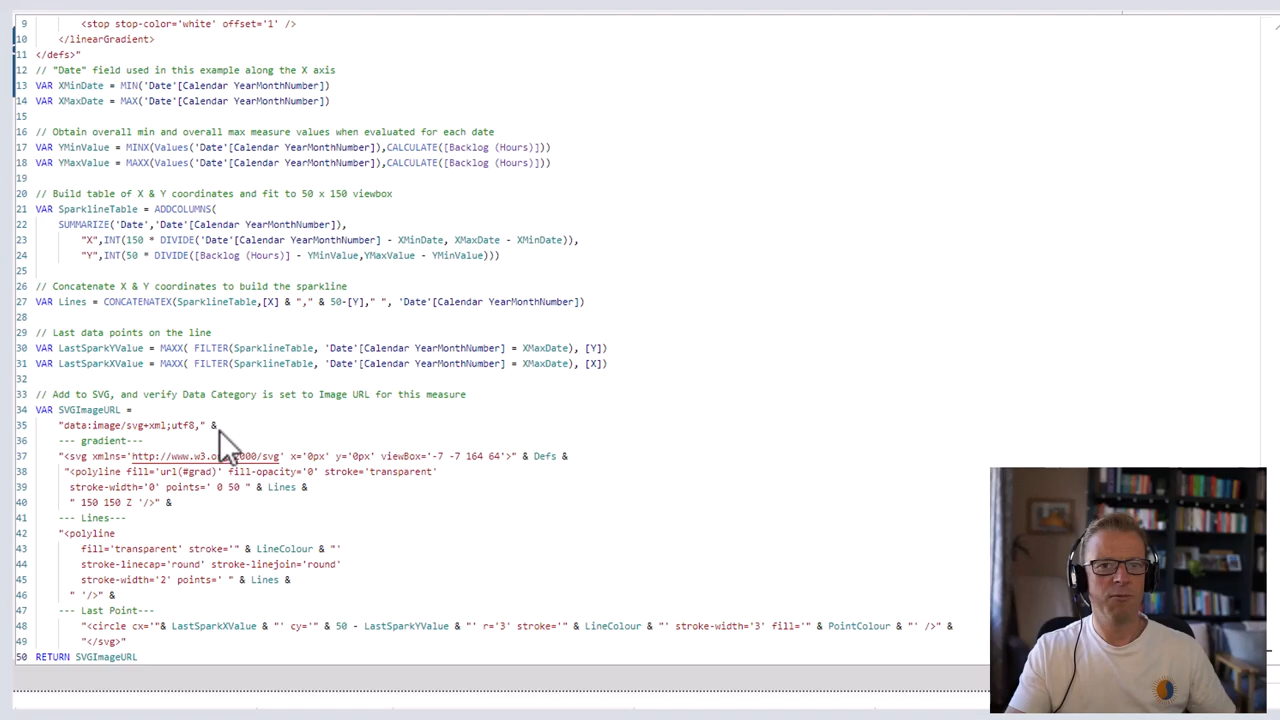 9 <stop stop-color='white' offset='1' />
10 </linearGradient>
11 </defs>"
12 // "Date" field used in this example along the X axis
13 VAR XMinDate = MIN('Date'[Calendar YearMonthNumber])
14 VAR XMaxDate = MAX('Date'[Calendar YearMonthNumber])
15
16 // Obtain overall min and overall max measure values when evaluated for each date
17 VAR YMinValue = MINX(Values('Date'[Calendar YearMonthNumber]),CALCULATE([Backlog (Hours)]))
18 VAR YMaxValue = MAXX(Values('Date'[Calendar YearMonthNumber]),CALCULATE([Backlog (Hours)]))
19
20 // Build table of X & Y coordinates and fit to 50 x 150 viewbox
21 VAR SparklineTable = ADDCOLUMNS(
22 SUMMARIZE('Date','Date'[Calendar YearMonthNumber]),
23 "X",INT(150 * DIVIDE('Date'[Calendar YearMonthNumber] - XMinDate, XMaxDate - XMinDate)),
24 "Y",INT(50 * DIVIDE([Backlog (Hours)] - YMinValue,YMaxValue - YMinValue)))
25
26 // Concatenate X & Y coordinates to build the sparkline
27 VAR Lines = CONCATENATEX(SparklineTable,[X] & "," & 50-[Y]," ", 'Date'[Calendar YearMonthNumber])
28
29 // Last data points on the line
30 VAR LastSparkYValue = MAXX( FILTER(SparklineTable, 'Date'[Calendar YearMonthNumber] = XMaxDate), [Y])
31 VAR LastSparkXValue = MAXX( FILTER(SparklineTable, 'Date'[Calendar YearMonthNumber] = XMaxDate), [X])
32
33 // Add to SVG, and verify Data Category is set to Image URL for this measure
34 VAR SVGImageURL =
35 "data:image/svg+xml;utf8," &
36 --- gradient---
37 "<svg xmlns='http://www.w3.o 000/svg' x='0px' y='0px' viewBox='-7 -7 164 64'>" & Defs &
38 "<polyline fill='url(#grad)' fill-opacity='0' stroke='transparent'
39 stroke-width='0' points=' 0 50 " & Lines &
40 " 150 150 Z '/>" &
41 --- Lines---
42 "<polyline
43 fill='transparent' stroke='" & LineColour & "'
44 stroke-linecap='round' stroke-linejoin='round'
45 stroke-width='2' points=' " & Lines &
46 " '/>" &
47 --- Last Point---
48 "<circle cx='"& LastSparkXValue & "' cy='" & 50 - LastSparkYValue & "' r='3' stroke='" & LineColour & "' stroke-width='3' fill='" & PointColour & "' />" &
49 "</svg>"
50 RETURN SVGImageURL